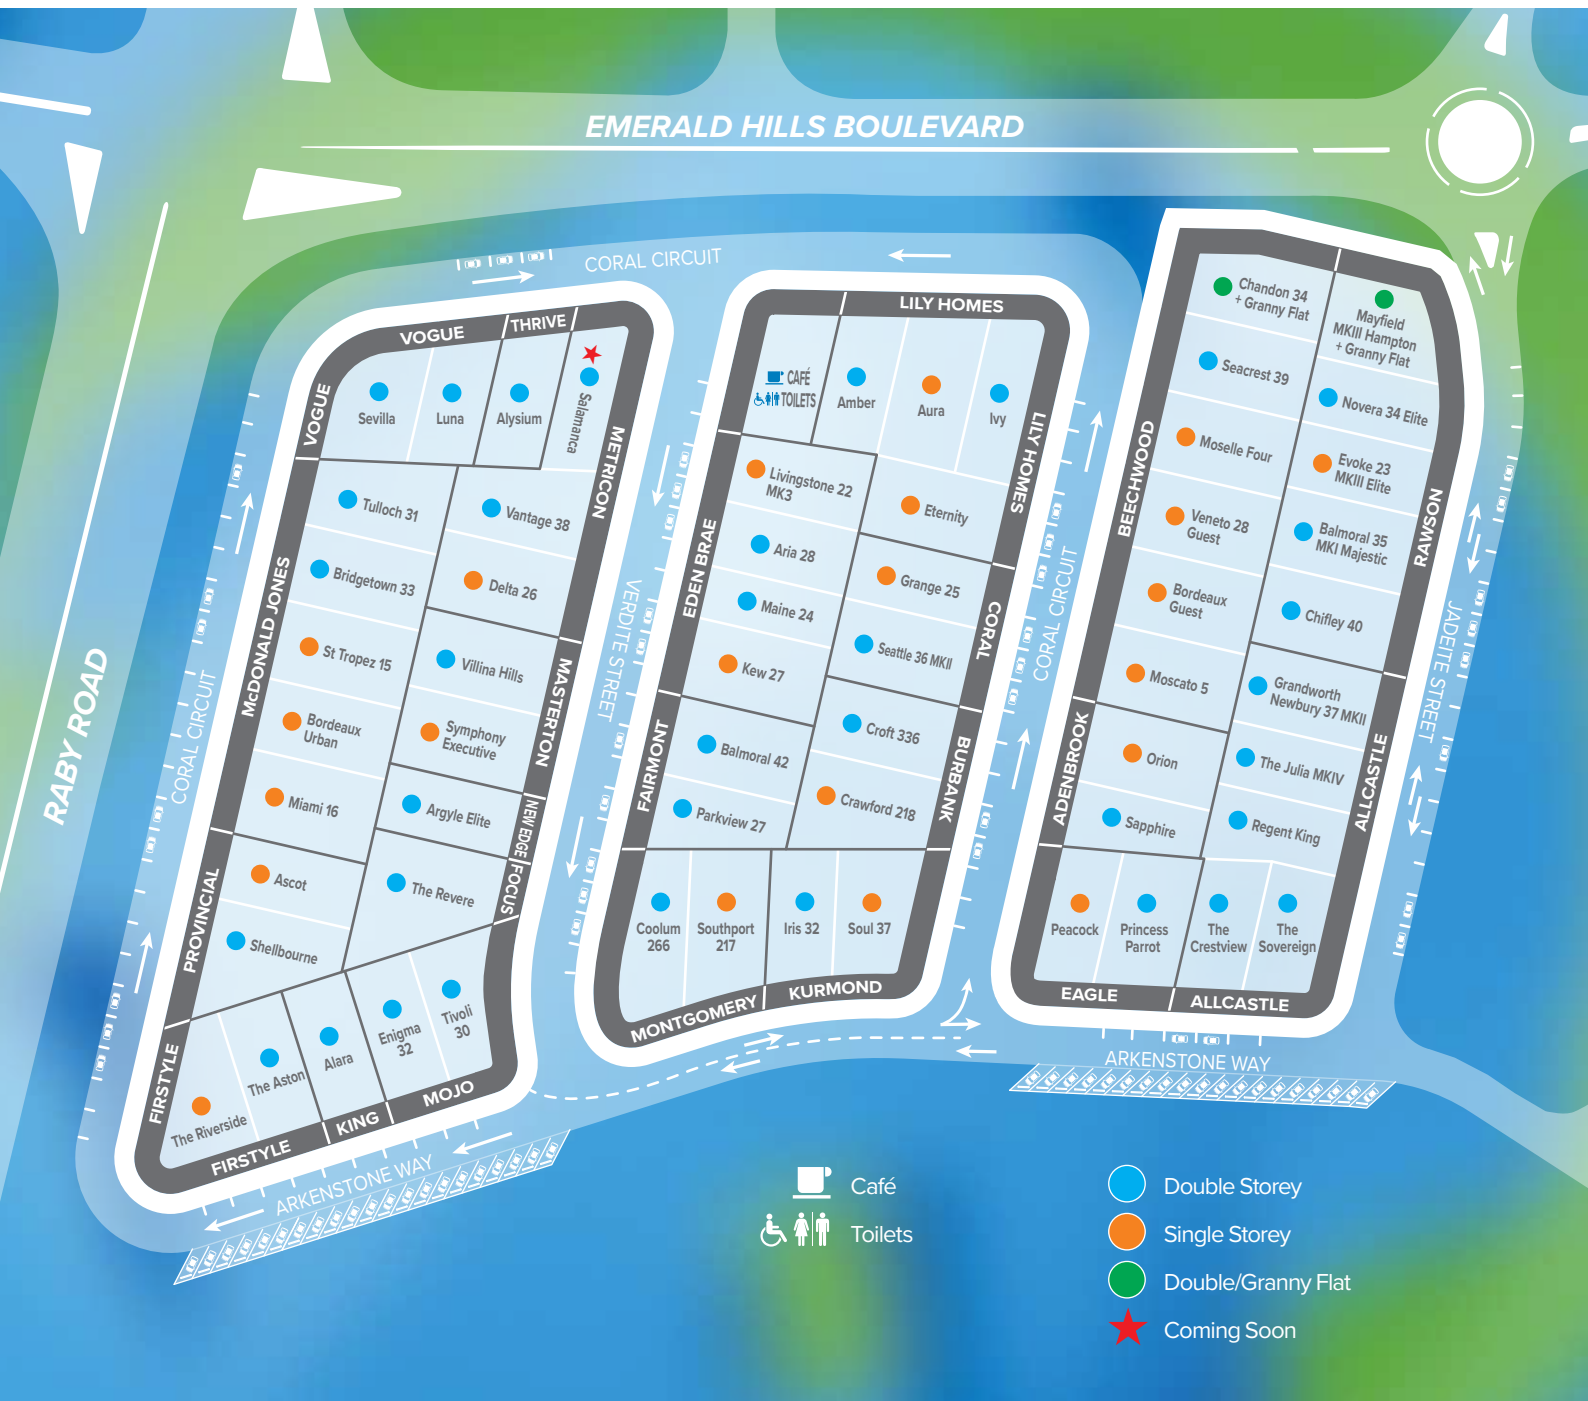 EMERALD HILLS BOULEVARD
RABY ROAD
CORAL CIRCUIT
CORAL CIRCUIT
VERDITE STREET
CORAL CIRCUIT
JADEITE STREET
ARKENSTONE WAY
ARKENSTONE WAY
VOGUE
THRIVE
VOGUE
METRICON
McDONALD JONES
MASTERTON
NEW EDGE
FOCUS
PROVINCIAL
FIRSTYLE
FIRSTYLE
KING
MOJO
Sevilla
Luna
Alysium
Salamanca
Tulloch 31
Vantage 38
Bridgetown 33
Delta 26
St Tropez 15
Villina Hills
Bordeaux
Urban
Symphony
Executive
Miami 16
Argyle Elite
Ascot
The Revere
Shellbourne
The Riverside
The Aston
Alara
Enigma
32
Tivoli
30
LILY HOMES
LILY HOMES
EDEN BRAE
CORAL
FAIRMONT
BURBANK
MONTGOMERY
KURMOND
CAFÉ
TOILETS
Amber
Aura
Ivy
Livingstone 22
MK3
Eternity
Aria 28
Grange 25
Maine 24
Seattle 36 MKII
Kew 27
Croft 336
Balmoral 42
Crawford 218
Parkview 27
Coolum
266
Southport
217
Iris 32
Soul 37
BEECHWOOD
RAWSON
ADENBROOK
ALLCASTLE
EAGLE
ALLCASTLE
Chandon 34
+ Granny Flat
Mayfield
MKIII Hampton
+ Granny Flat
Seacrest 39
Novera 34 Elite
Moselle Four
Evoke 23
MKIII Elite
Veneto 28
Guest
Balmoral 35
MKI Majestic
Bordeaux
Guest
Chifley 40
Moscato 5
Grandworth
Newbury 37 MKII
Orion
The Julia MKIV
Sapphire
Regent King
Peacock
Princess
Parrot
The
Crestview
The
Sovereign
Café
Toilets
Double Storey
Single Storey
Double/Granny Flat
Coming Soon